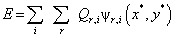 E = ∑_i ∑_r Q_{r,i} ψ_{r,i} (x^*, y^*)